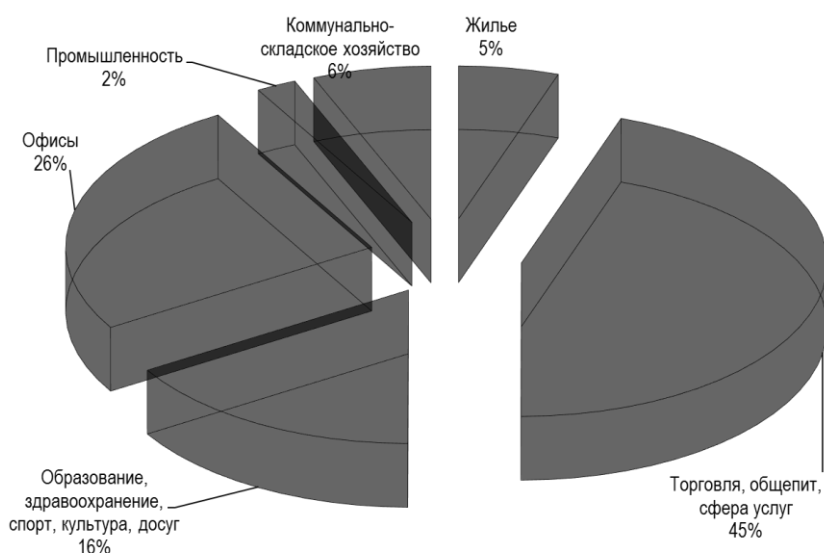 Коммунально-
складское хозяйство
6%
Жилье
5%
Промышленность
2%
Офисы
26%
Образование,
здравоохранение,
спорт, культура, досуг
16%
Торговля, общепит,
сфера услуг
45%